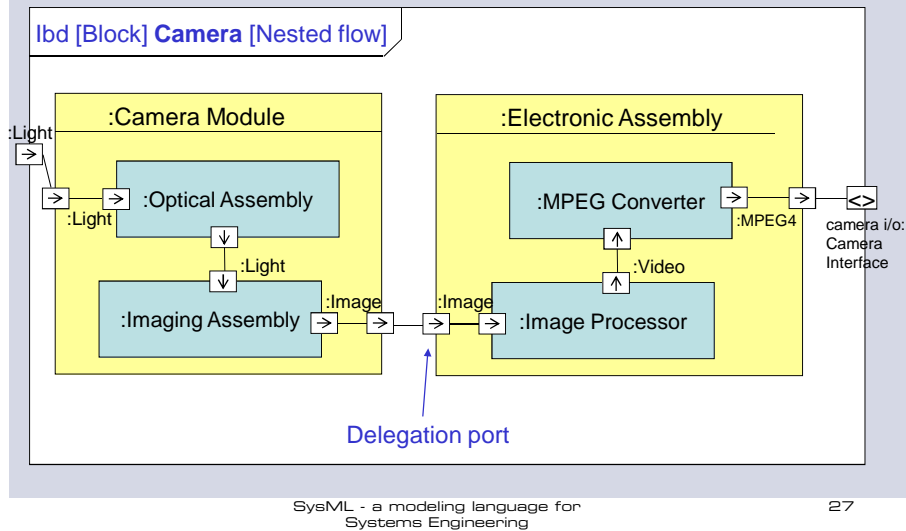 Ibd [Block] Camera [Nested flow]
:Camera Module
:Electronic Assembly
:Light
:Optical Assembly
:Light
:Light
:Imaging Assembly
:Image
:Image
:MPEG Converter
:MPEG4
:Video
:Image Processor
<>
camera i/o:
Camera
Interface
Delegation port
SysML - a modeling language for
Systems Engineering
27